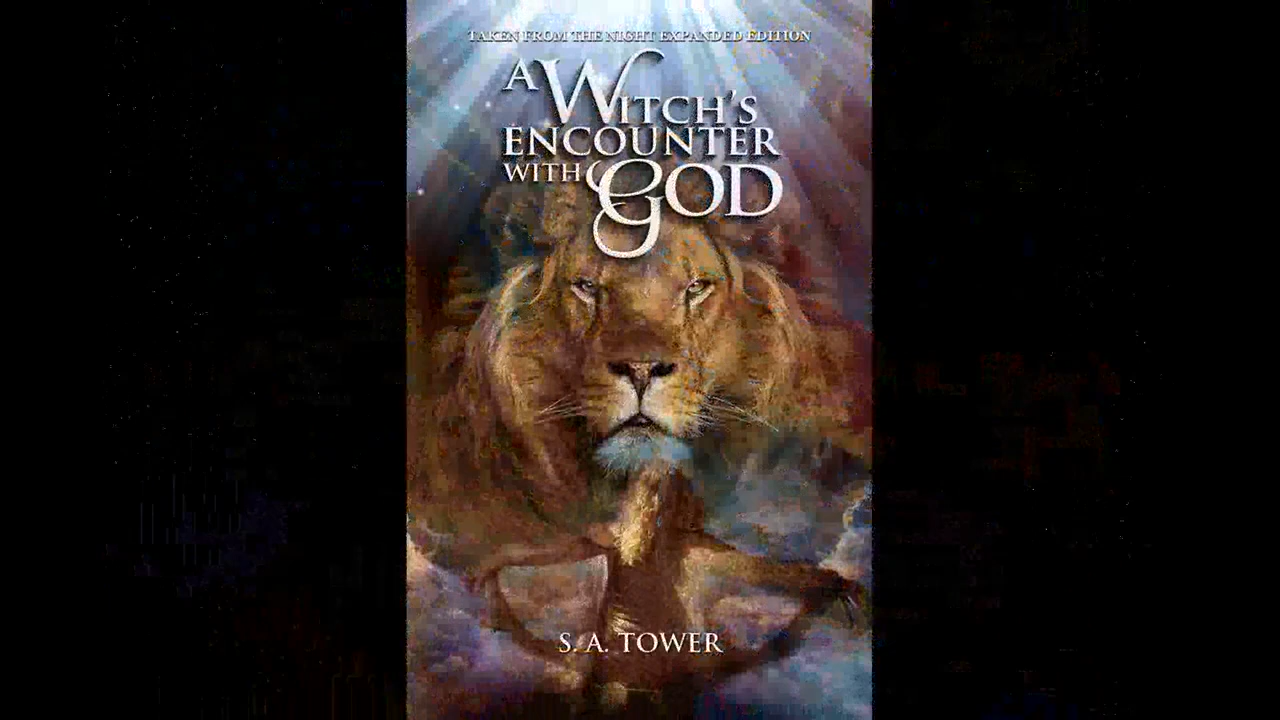 TAKEN FROM THE NIGHT EXPANDED EDITION
A WITCH'S
ENCOUNTER
WITH GOD
S. A. TOWER